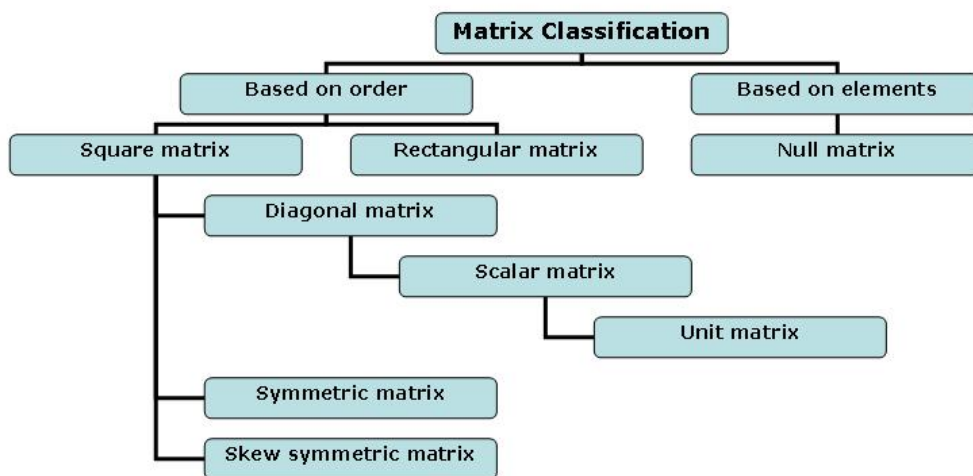 Matrix Classification
Based on order
Based on elements
Square matrix
Rectangular matrix
Null matrix
Diagonal matrix
Scalar matrix
Unit matrix
Symmetric matrix
Skew symmetric matrix